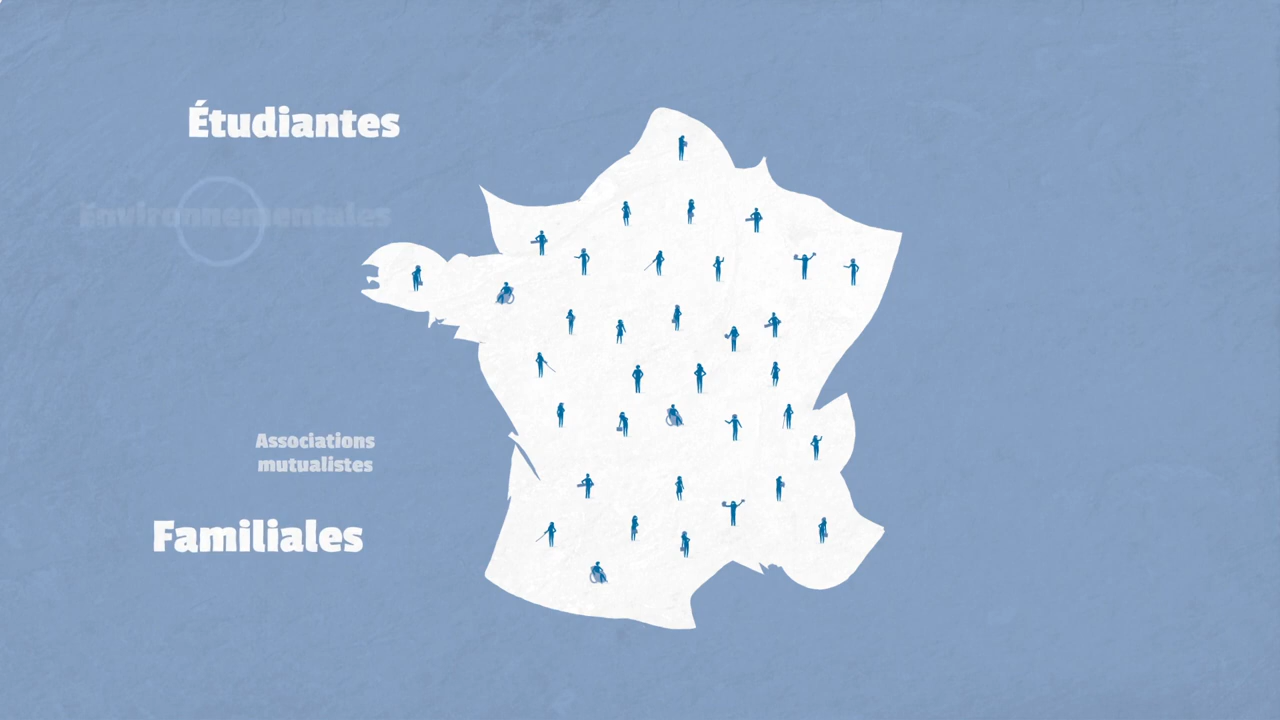 Étudiantes
Environnementales
Associations
mutualistes
Familiales